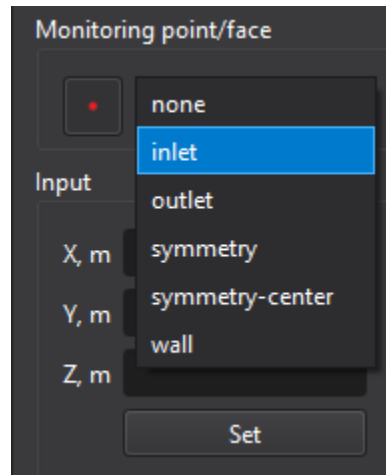 Monitoring point/face
none
inlet
Input
outlet
X, m
symmetry
symmetry-center
Y, m
wall
Z, m
Set